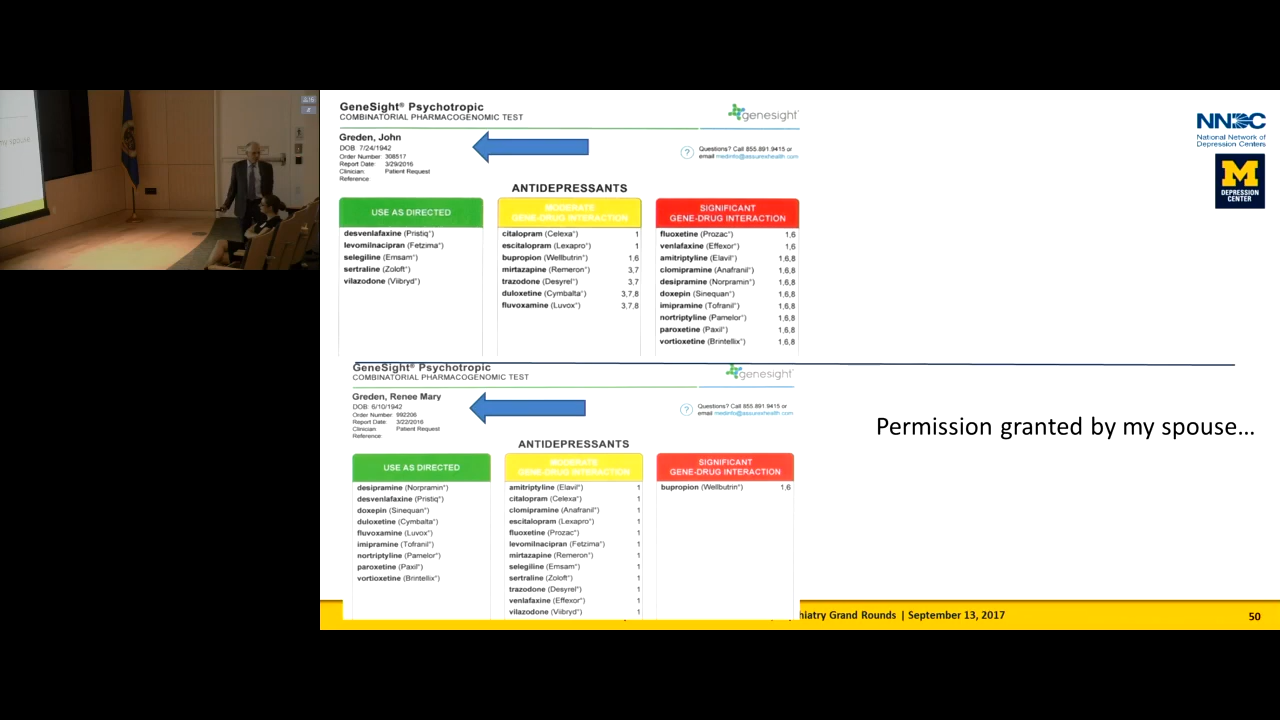 GeneSight® Psychotropic
COMBINATORIAL PHARMACOGENOMIC TEST
genesight®
Greden, John
DOB 7/24/1942
Order Number: 308517
Report Date: 3/29/2016
Clinician: Patient Request
Reference
? Questions? Call 855.891.9415 or
email medinfo@assurexhealth.com
ANTIDEPRESSANTS
USE AS DIRECTED
desvenlafaxine (Pristiq®)
levomilnacipran (Fetzima®)
selegiline (Emsam®)
sertraline (Zoloft®)
vilazodone (Viibryd®)
MODERATE
GENE-DRUG INTERACTION
citalopram (Celexa®) 1
escitalopram (Lexapro®) 1
bupropion (Wellbutrin®) 1,6
mirtazapine (Remeron®) 3,7
trazodone (Desyrel®) 3,7
duloxetine (Cymbalta®) 3,7,8
fluvoxamine (Luvox®) 3,7,8
SIGNIFICANT
GENE-DRUG INTERACTION
fluoxetine (Prozac®) 1,6
venlafaxine (Effexor®) 1,6
amitriptyline (Elavil®) 1,6,8
clomipramine (Anafranil®) 1,6,8
desipramine (Norpramin®) 1,6,8
doxepin (Sinequan®) 1,6,8
imipramine (Tofranil®) 1,6,8
nortriptyline (Pamelor®) 1,6,8
paroxetine (Paxil®) 1,6,8
vortioxetine (Brintellix®) 1,6,8
NNDC
National Network of
Depression Centers
M
DEPRESSION
CENTER
GeneSight® Psychotropic
COMBINATORIAL PHARMACOGENOMIC TEST
genesight®
Greden, Renee Mary
DOB: 6/10/1942
Order Number: 992206
Report Date: 3/22/2016
Clinician: Patient Request
Reference
? Questions? Call 855.891.9415 or
email medinfo@assurexhealth.com
ANTIDEPRESSANTS
USE AS DIRECTED
desipramine (Norpramin®)
desvenlafaxine (Pristiq®)
doxepin (Sinequan®)
duloxetine (Cymbalta®)
fluvoxamine (Luvox®)
imipramine (Tofranil®)
nortriptyline (Pamelor®)
paroxetine (Paxil®)
vortioxetine (Brintellix®)
MODERATE
GENE-DRUG INTERACTION
amitriptyline (Elavil®) 1
citalopram (Celexa®) 1
clomipramine (Anafranil®) 1
escitalopram (Lexapro®) 1
fluoxetine (Prozac®) 1
levomilnacipran (Fetzima®) 1
mirtazapine (Remeron®) 1
selegiline (Emsam®) 1
sertraline (Zoloft®) 1
trazodone (Desyrel®) 1
venlafaxine (Effexor®) 1
vilazodone (Viibryd®) 1
SIGNIFICANT
GENE-DRUG INTERACTION
bupropion (Wellbutrin®) 1,6
Permission granted by my spouse…
hiatry Grand Rounds | September 13, 2017
50